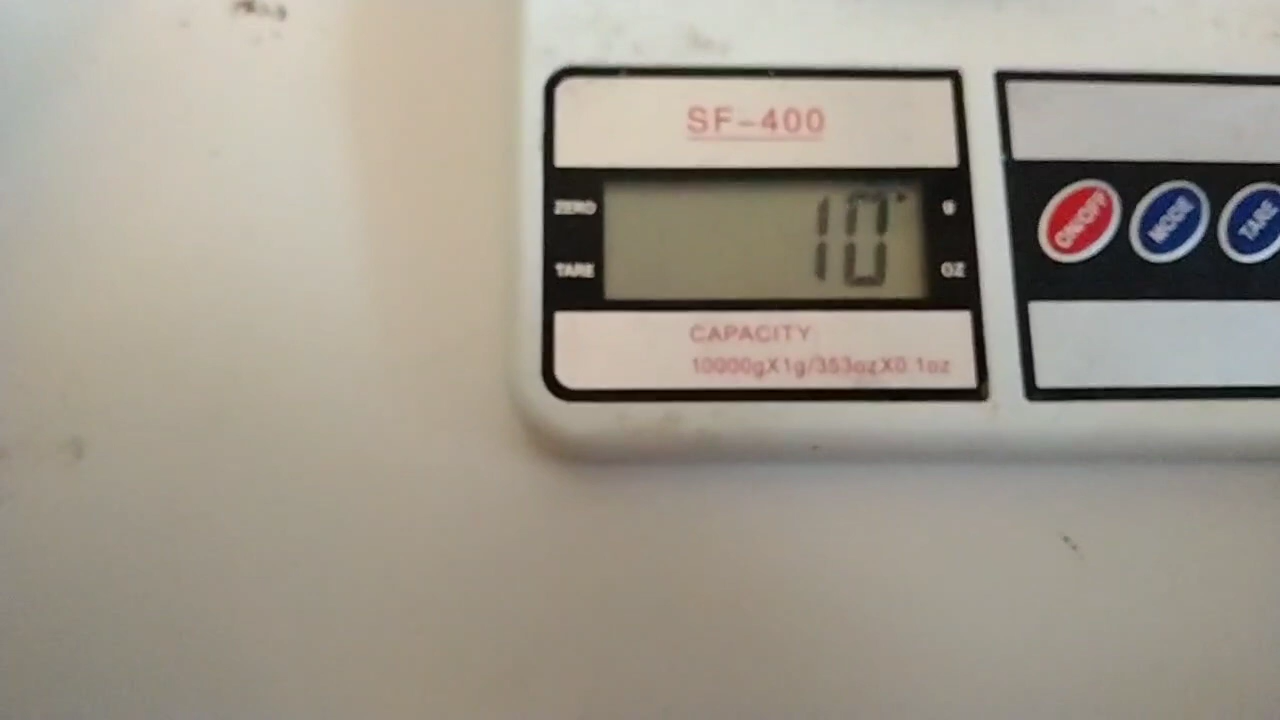 SF-400
ZERO
10
g
TARE
OZ
CAPACITY
10000gX1g/353ozX0.1oz
ON/OFF
MODE
TARE